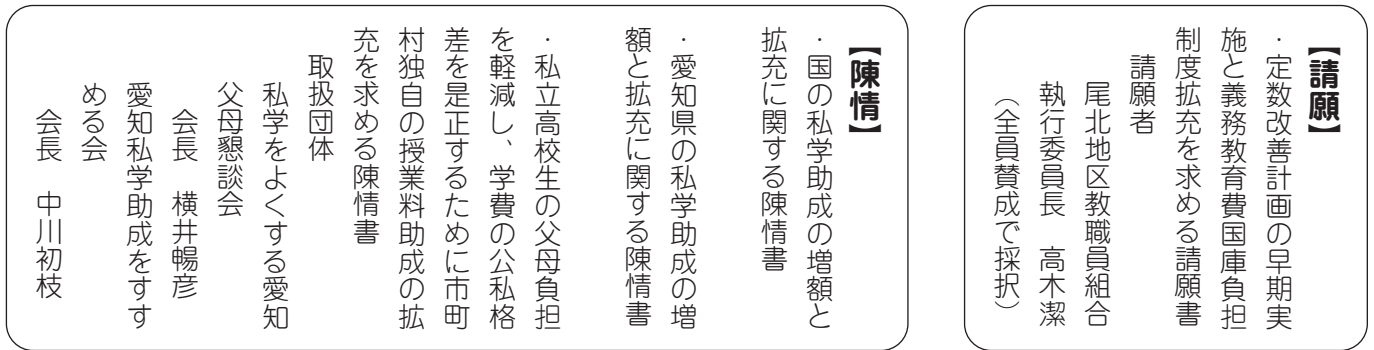 【請願】
・定数改善計画の早期実
施と義務教育費国庫負担
制度拡充を求める請願書
請願者
尾北地区教職員組合
執行委員長　高木潔
（全員賛成で採択）
【陳情】
・国の私学助成の増額と
拡充に関する陳情書
・愛知県の私学助成の増
額と拡充に関する陳情書
・私立高校生の父母負担
を軽減し、学費の公私格
差を是正するために市町
村独自の授業料助成の拡
充を求める陳情書
取扱団体
私学をよくする愛知
父母懇談会
会長　横井暢彦
愛知私学助成をすす
める会
会長　中川初枝